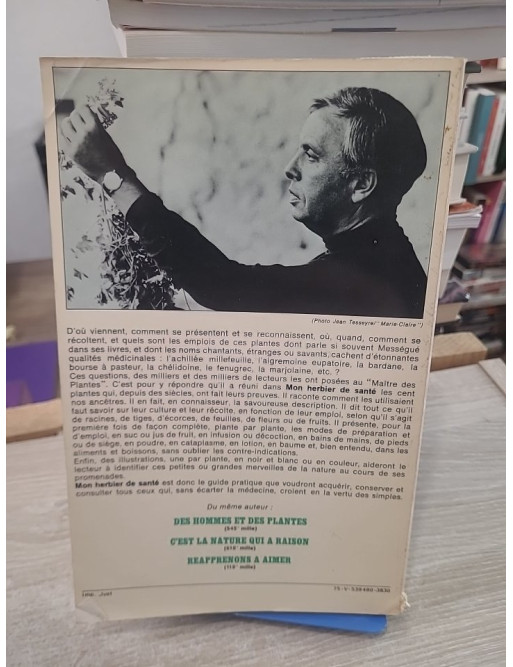 (Photo Jean Tesseyre/"Marie-Claire")
D'où viennent, comment se présentent et se reconnaissent, où, quand, comment se
récoltent, et quels sont les emplois de ces plantes dont parle si souvent Mességué
dans ses livres, et dont les noms chantants, étranges ou savants, cachent d'étonnantes
qualités médicinales : l'achillée millefeuille, l'aigremoine eupatoire, la bardane, la
bourse à pasteur, la chélidoine, le fenugrec, la marjolaine, etc. ?
Ces questions, des milliers et des milliers de lecteurs les ont posées au "Maître des
Plantes". C'est pour y répondre qu'il a réuni dans Mon herbier de santé les cent
plantes qui, depuis des siècles, ont fait leurs preuves. Il raconte comment les utilisaient
nos ancêtres. Il en fait, en connaisseur, la savoureuse description. Il dit tout ce qu'il
faut savoir sur leur culture et leur récolte, en fonction de leur emploi, selon qu'il s'agit
de racines, de tiges, d'écorces, de feuilles, de fleurs ou de fruits. Il présente, pour la
première fois de façon complète, plante par plante, les modes de préparation et
d'emploi, en suc ou jus de fruit, en infusion ou décoction, en bains de mains, de pieds
ou de siège, en poudre, en cataplasme, en lotion, en baume et, bien entendu, dans les
aliments et boissons, sans oublier les contre-indications.
Enfin, des illustrations, une par plante, en noir et blanc ou en couleur, aideront le
lecteur à identifier ces petites ou grandes merveilles de la nature au cours de ses
promenades.
Mon herbier de santé est donc le guide pratique que voudront acquérir, conserver et
consulter tous ceux qui, sans écarter la médecine, croient en la vertu des simples.
Du même auteur :
DES HOMMES ET DES PLANTES
C'EST LA NATURE QUI A RAISON
REAPPRENONS A AIMER